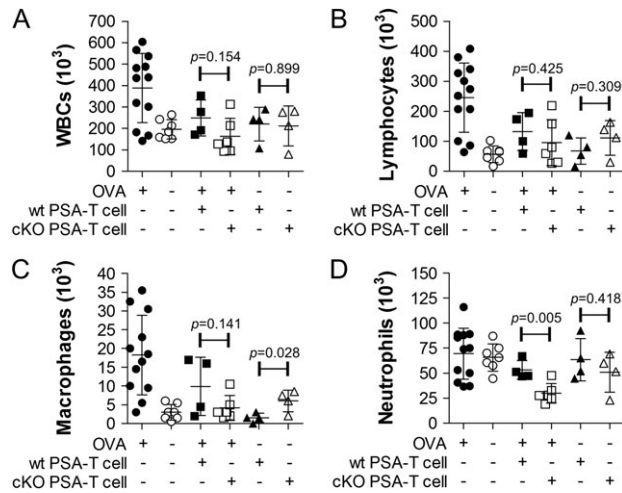 A
WBCs (10³)
700
600
500
400
300
200
100
0
p=0.154
p=0.899
OVA + - + + - -
wt PSA-T cell - - + - + -
cKO PSA-T cell - - - + - +
B
Lymphocytes (10³)
500
400
300
200
100
0
p=0.425
p=0.309
OVA + - + + - -
wt PSA-T cell - - + - + -
cKO PSA-T cell - - - + - +
C
Macrophages (10³)
40
35
30
25
20
15
10
5
0
p=0.141
p=0.028
OVA + - + + - -
wt PSA-T cell - - + - + -
cKO PSA-T cell - - - + - +
D
Neutrophils (10³)
150
125
100
75
50
25
0
p=0.005
p=0.418
OVA + - + + - -
wt PSA-T cell - - + - + -
cKO PSA-T cell - - - + - +